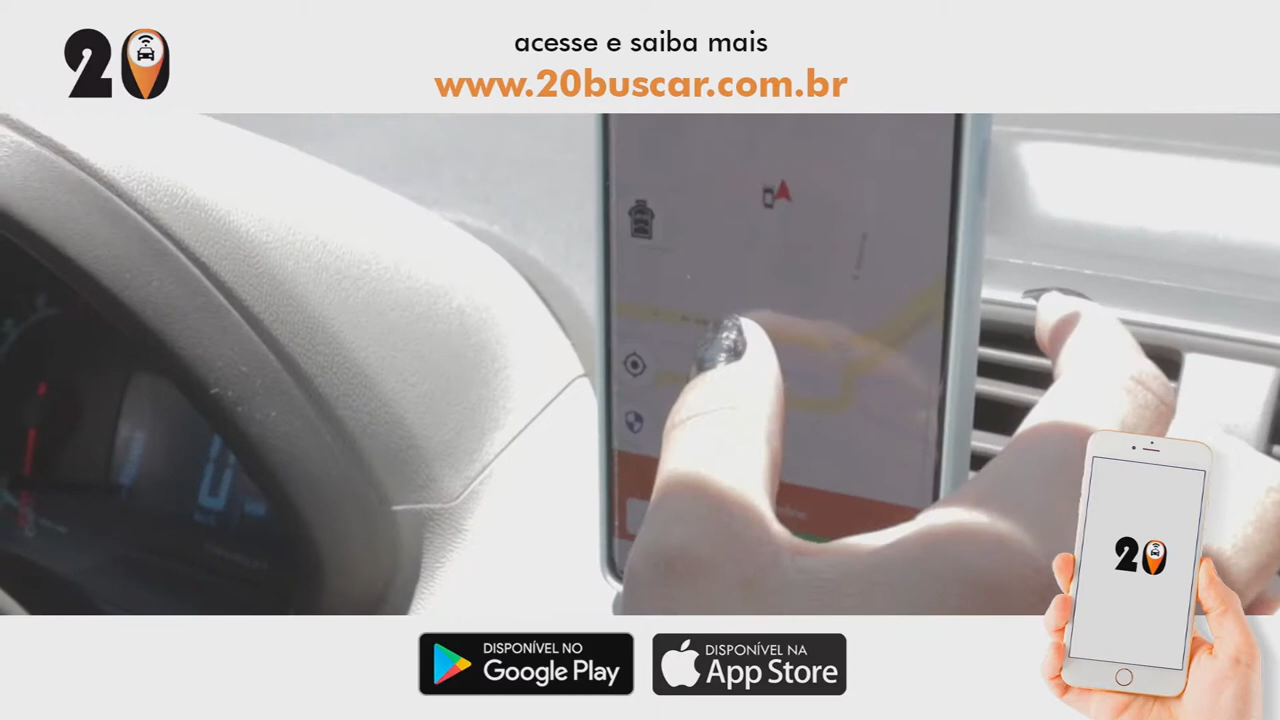 20
acesse e saiba mais
www.20buscar.com.br
20
DISPONÍVEL NO
Google Play
DISPONÍVEL NA
App Store